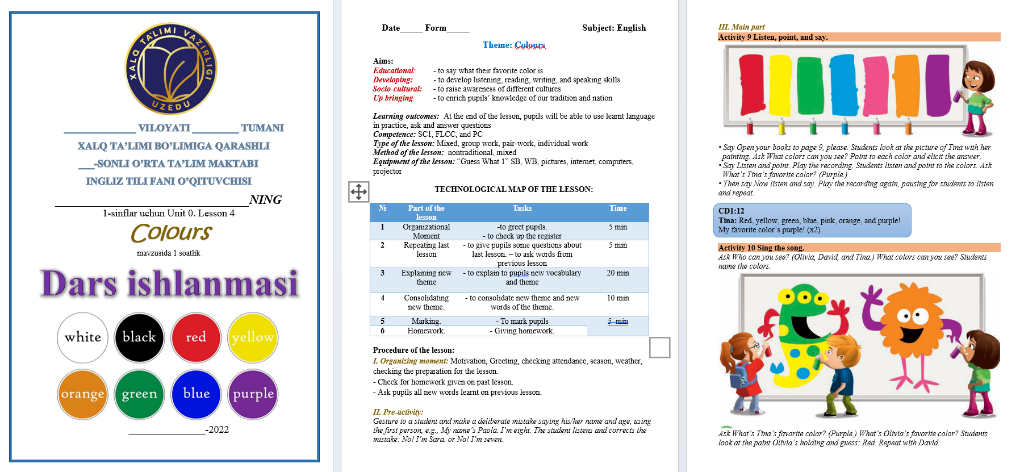 XALQ TA'LIMI VAZIRLIGI
UZEDU
____________ VILOYATI ________ TUMANI
XALQ TA'LIMI BO'LIMIGA QARASHLI
___-SONLI O'RTA TA'LIM MAKTABI
INGLIZ TILI FANI O'QITUVCHISI
______________________________NING
1-sinflar uchun Unit 0. Lesson 4
Colours
mavzusida 1 soatlik
Dars ishlanmasi
white black red yellow
orange green blue purple
______________-2022
Date_____ Form_____ Subject: English
Theme: Colours
Aims:
Educational: - to say what their favorite color is
Developing: - to develop listening, reading, writing, and speaking skills
Socio-cultural: - to raise awareness of different cultures
Up bringing: - to enrich pupils' knowledge of our tradition and nation
Learning outcomes: At the end of the lesson, pupils will be able to use learnt language
in practice, ask and answer questions
Competence: SC1, FLCC, and PC
Type of the lesson: Mixed, group work, pair-work, individual work
Method of the lesson: nontraditional, mixed
Equipment of the lesson: "Guess What 1" SB, WB, pictures, internet, computers,
projector
TECHNOLOGICAL MAP OF THE LESSON:
№ Part of the lesson Tasks Time
1 Organizational Moment -to greet pupils. - to check up the register 5 min
2 Repeating last lesson - to give pupils some questions about last lesson. – to ask words from previous lesson 5 min
3 Explaining new theme - to explain to pupils new vocabulary and theme 20 min
4 Consolidating new theme. - to consolidate new theme and new words of the theme. 10 min
5 Marking. - To mark pupils 5 min
6 Homework. - Giving homework.
Procedure of the lesson:
I. Organizing moment: Motivation, Greeting, checking attendance, season, weather,
checking the preparation for the lesson.
- Check for homework given on past lesson.
- Ask pupils all new words learnt on previous lesson.
II. Pre-activity:
Gesture to a student and make a deliberate mistake saying his/her name and age, using
the first person, e.g., My name's Paola. I'm eight. The student listens and corrects the
mistake: No! I'm Sara. or No! I'm seven.
III. Main part
Activity 9 Listen, point, and say.
• Say Open your books to page 9, please. Students look at the picture of Tina with her
painting. Ask What colors can you see? Point to each color and elicit the answer.
• Say Listen and point. Play the recording. Students listen and point to the colors. Ask
What's Tina's favorite color? (Purple.)
• Then say Now listen and say. Play the recording again, pausing for students to listen
and repeat.
CD1:12
Tina: Red, yellow, green, blue, pink, orange, and purple!
My favorite color's purple! (x2)
Activity 10 Sing the song.
Ask Who can you see? (Olivia, David, and Tina.) What colors can you see? Students
name the colors.
Ask What's Tina's favorite color? (Purple.) What's Olivia's favorite color? Students
look at the paint Olivia's holding and guess: Red. Repeat with David.